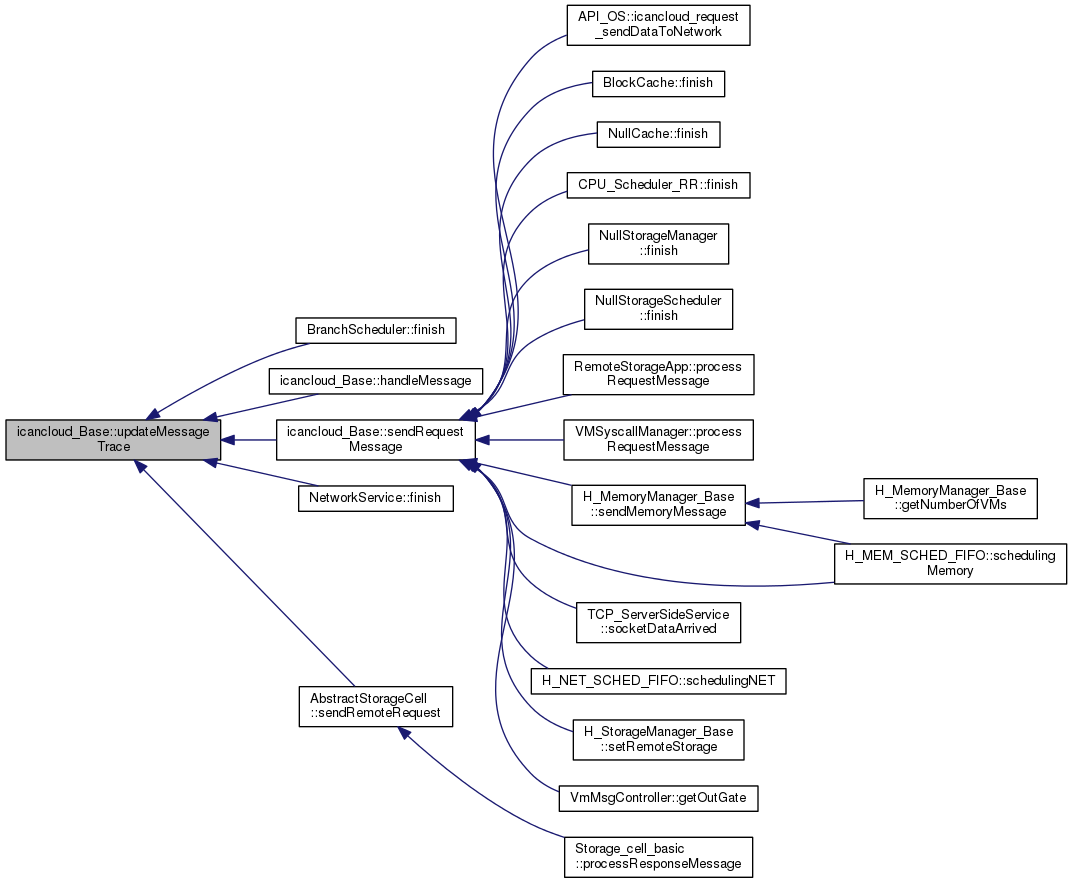 API_OS::icancloud_request
_sendDataToNetwork
BlockCache::finish
NullCache::finish
CPU_Scheduler_RR::finish
NullStorageManager
::finish
NullStorageScheduler
::finish
BranchScheduler::finish
RemoteStorageApp::process
RequestMessage
icancloud_Base::handleMessage
icancloud_Base::updateMessage
Trace
icancloud_Base::sendRequest
Message
VMSyscallManager::process
RequestMessage
NetworkService::finish
H_MemoryManager_Base
::sendMemoryMessage
H_MemoryManager_Base
::getNumberOfVMs
H_MEM_SCHED_FIFO::scheduling
Memory
TCP_ServerSideService
::socketDataArrived
H_NET_SCHED_FIFO::schedulingNET
AbstractStorageCell
::sendRemoteRequest
H_StorageManager_Base
::setRemoteStorage
VmMsgController::getOutGate
Storage_cell_basic
::processResponseMessage